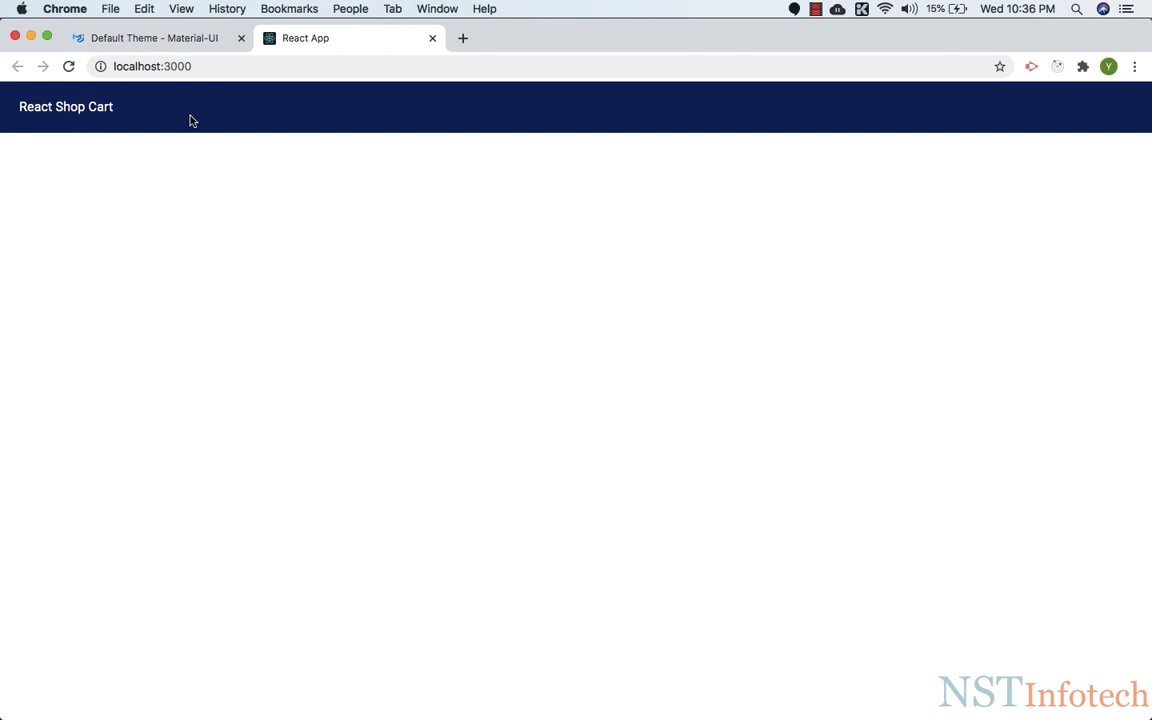 Chrome File Edit View History Bookmarks People Tab Window Help 15% Wed 10:36 PM
Default Theme - Material-UI React App
localhost:3000 Y
React Shop Cart
NSTInfotech